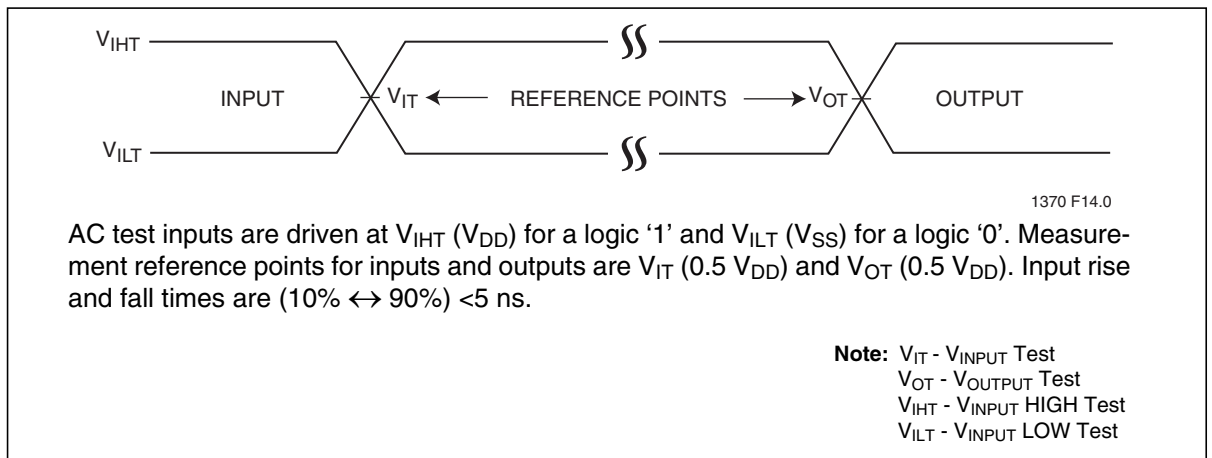 VIHT
INPUT VIT REFERENCE POINTS VOT OUTPUT
VILT
1370 F14.0
AC test inputs are driven at VIHT (VDD) for a logic ‘1’ and VILT (VSS) for a logic ‘0’. Measure-
ment reference points for inputs and outputs are VIT (0.5 VDD) and VOT (0.5 VDD). Input rise
and fall times are (10% ↔ 90%) <5 ns.
Note: VIT - VINPUT Test
VOT - VOUTPUT Test
VIHT - VINPUT HIGH Test
VILT - VINPUT LOW Test